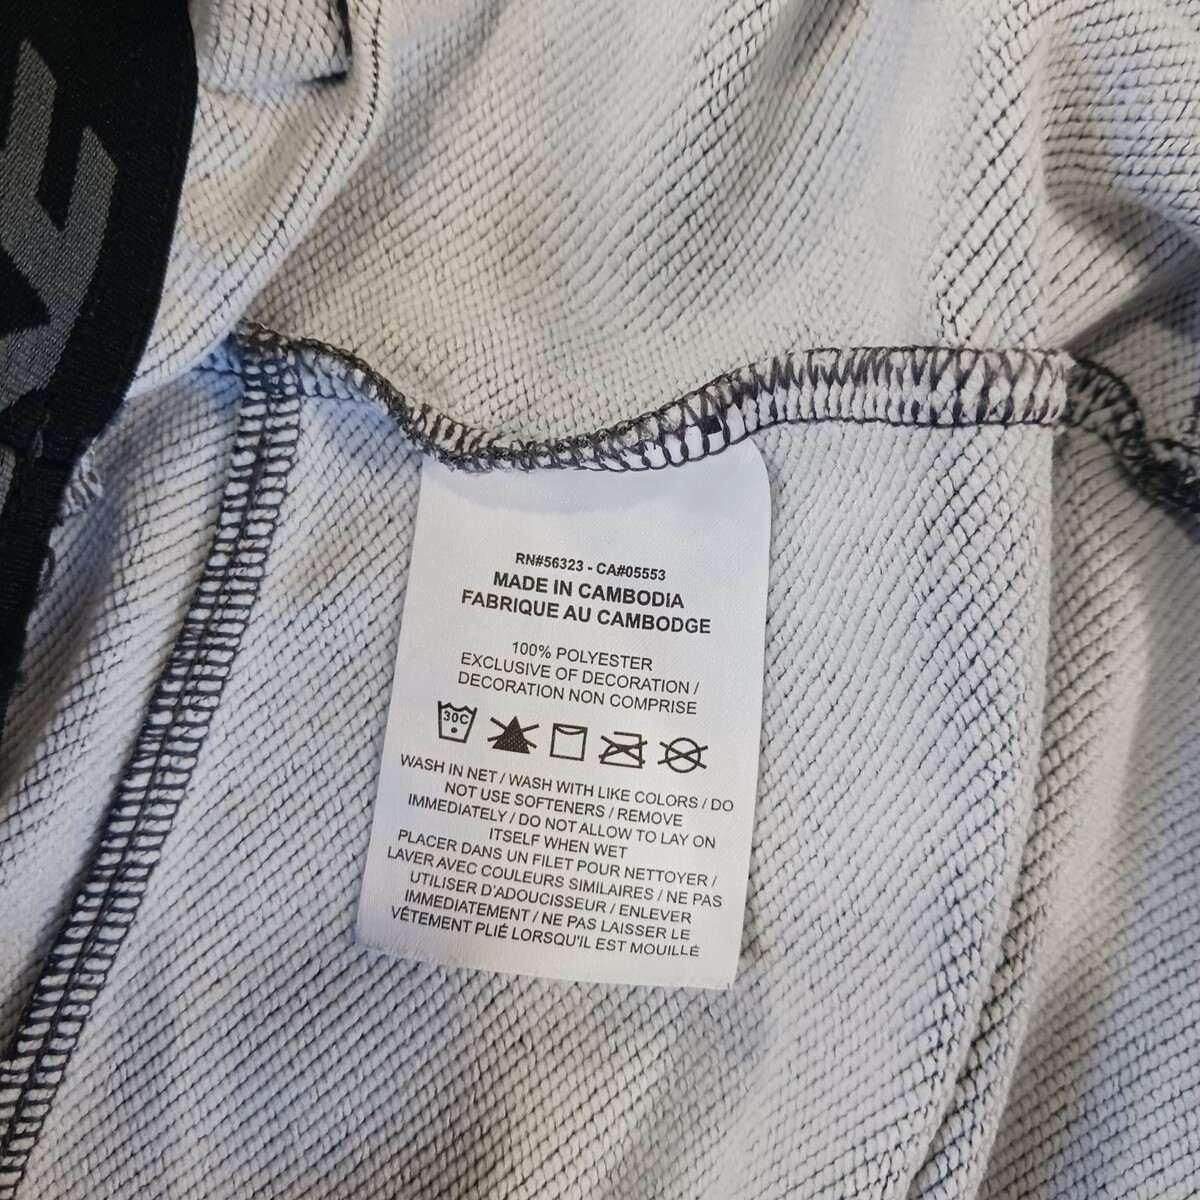 RN#56323 - CA#05553
MADE IN CAMBODIA
FABRIQUE AU CAMBODGE
100% POLYESTER
EXCLUSIVE OF DECORATION /
DECORATION NON COMPRISE
30C
WASH IN NET / WASH WITH LIKE COLORS / DO
NOT USE SOFTENERS / REMOVE
IMMEDIATELY / DO NOT ALLOW TO LAY ON
ITSELF WHEN WET
PLACER DANS UN FILET POUR NETTOYER /
LAVER AVEC COULEURS SIMILAIRES / NE PAS
UTILISER D'ADOUCISSEUR / ENLEVER
IMMEDIATEMENT / NE PAS LAISSER LE
VÊTEMENT PLIÉ LORSQU'IL EST MOUILLÉ